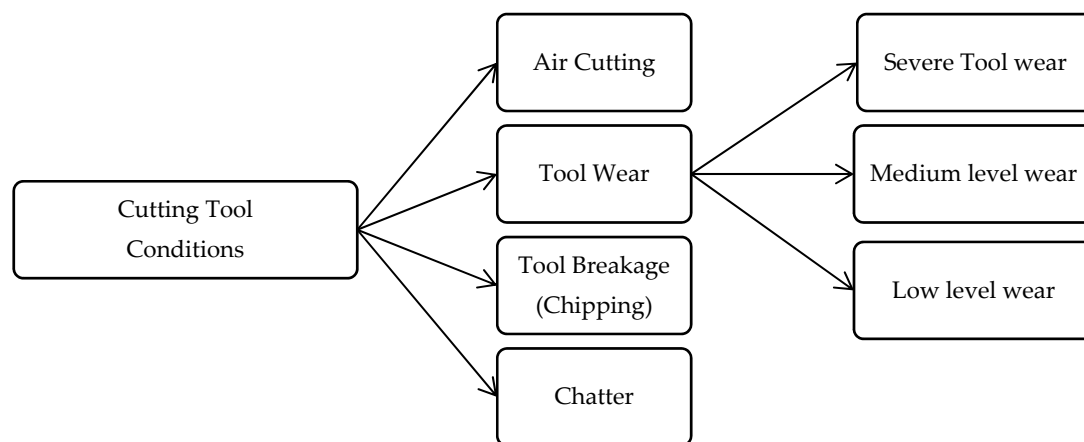 Cutting Tool
Conditions
Air Cutting
Tool Wear
Tool Breakage
(Chipping)
Chatter
Severe Tool wear
Medium level wear
Low level wear